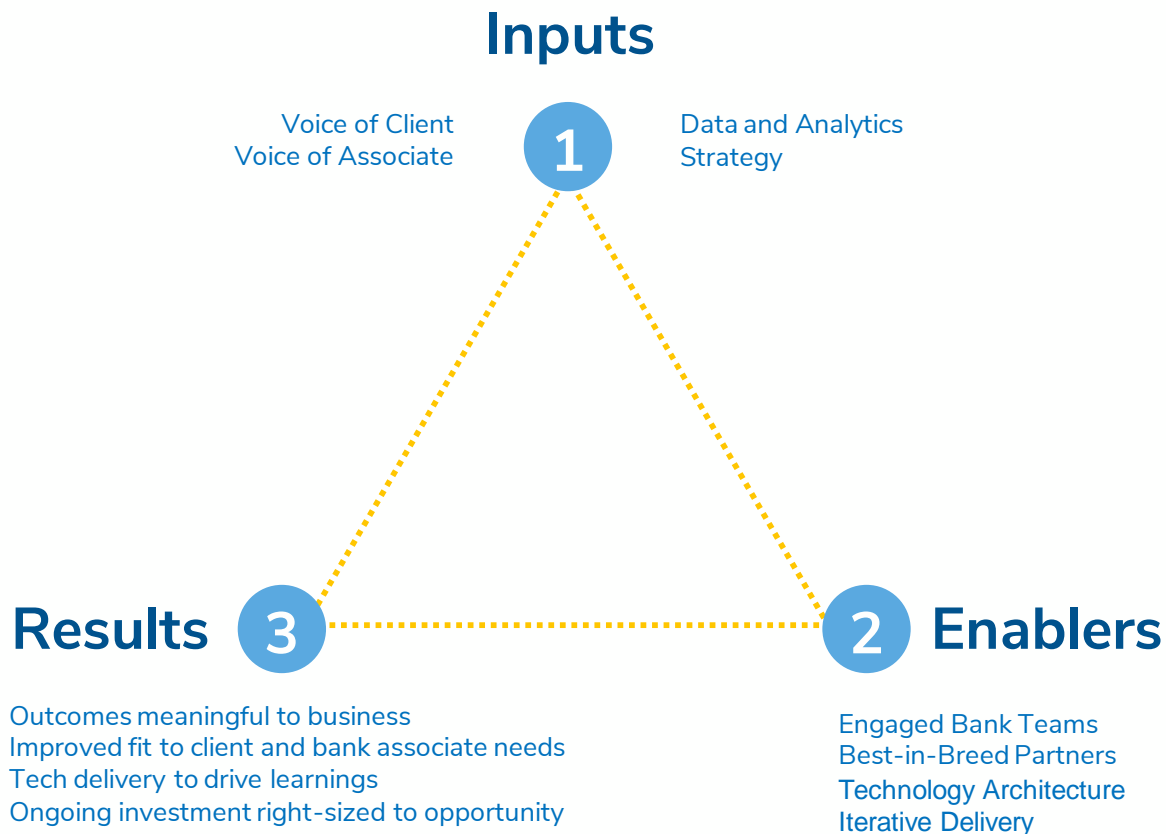 Inputs
Voice of Client
Voice of Associate
1
Data and Analytics
Strategy
Results
3
2
Enablers
Outcomes meaningful to business
Improved fit to client and bank associate needs
Tech delivery to drive learnings
Ongoing investment right-sized to opportunity
Engaged Bank Teams
Best-in-Breed Partners
Technology Architecture
Iterative Delivery